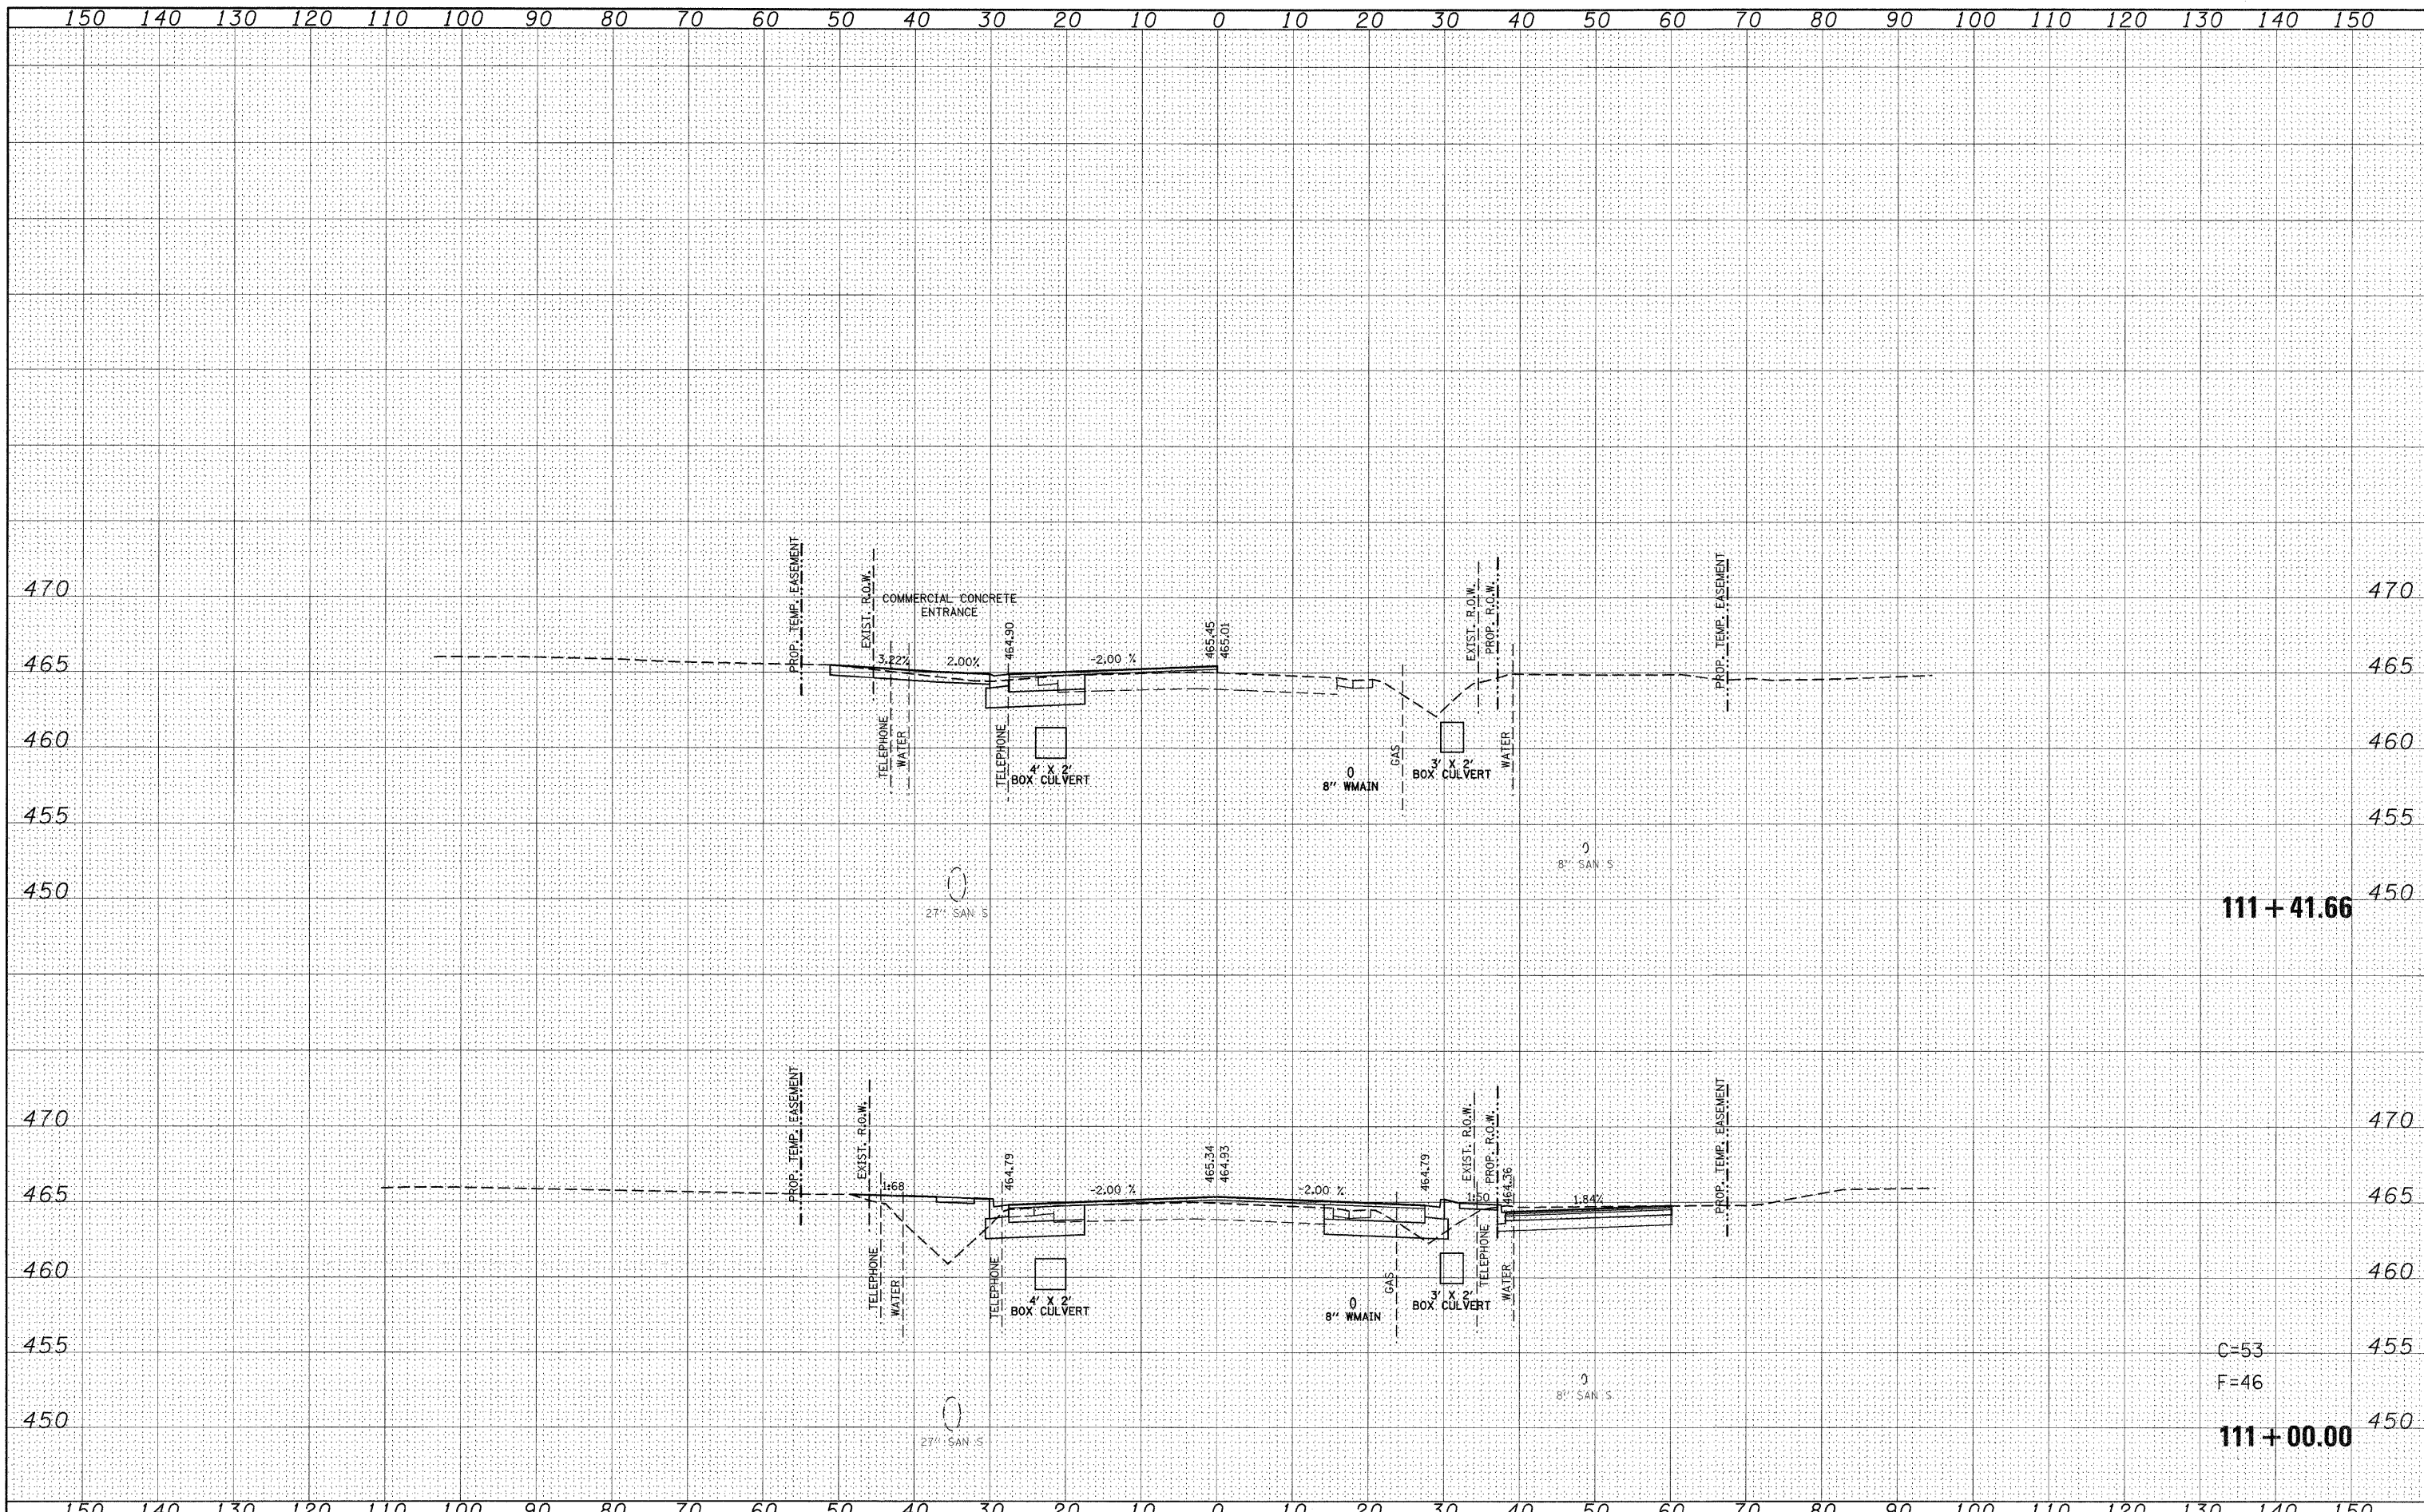 150 140 130 120 110 100 90 80 70 60 50 40 30 20 10 0 10 20 30 40 50 60 70 80 90 100 110 120 130 140 150
PROP. TEMP. EASEMENT
EXIST. R.O.W.
COMMERCIAL CONCRETE
ENTRANCE
464.90
465.45
465.01
EXIST. R.O.W.
PROP. R.O.W.
PROP. TEMP. EASEMENT
470 470
465 3.22% 2.00% -2.00 % 465
TELEPHONE
WATER
TELEPHONE
GAS
WATER
460 460
4' X 2'
BOX CULVERT
8" WMAIN
3' X 2'
BOX CULVERT
455 455
8" SAN S
450 450
27" SAN S
111+41.66
PROP. TEMP. EASEMENT
EXIST. R.O.W.
464.79
465.34
464.93
464.79
EXIST. R.O.W.
PROP. R.O.W.
464.36
PROP. TEMP. EASEMENT
470 470
465 1:68 -2.00 % -2.00 % 1:50 1.84% 465
TELEPHONE
WATER
TELEPHONE
GAS
TELEPHONE
WATER
460 460
4' X 2'
BOX CULVERT
8" WMAIN
3' X 2'
BOX CULVERT
455 455
C=53
F=46
8" SAN S
450 450
27" SAN S
111+00.00
150 140 130 120 110 100 90 80 70 60 50 40 30 20 10 0 10 20 30 40 50 60 70 80 90 100 110 120 130 140 150